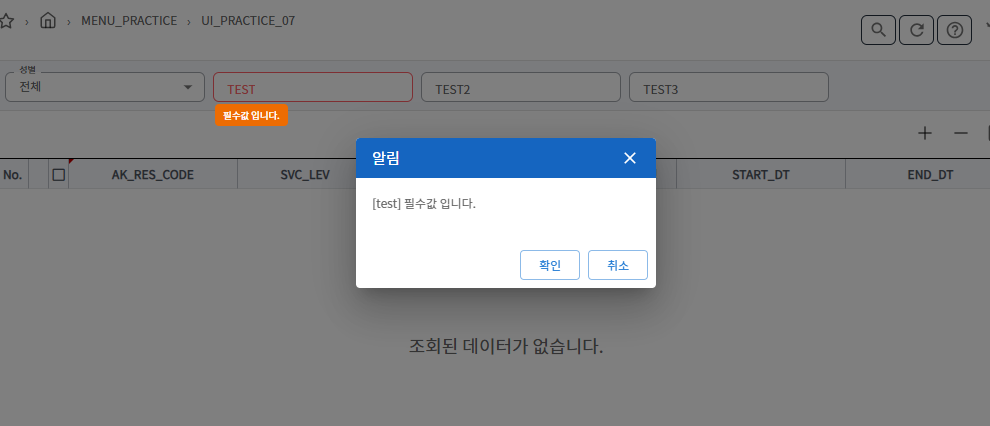 › › MENU_PRACTICE › UI_PRACTICE_07
성별
전체
TEST
TEST2
TEST3
필수값 입니다.
알림
[test] 필수값 입니다.
확인
취소
No. AK_RES_CODE SVC_LEV START_DT END_DT
조회된 데이터가 없습니다.